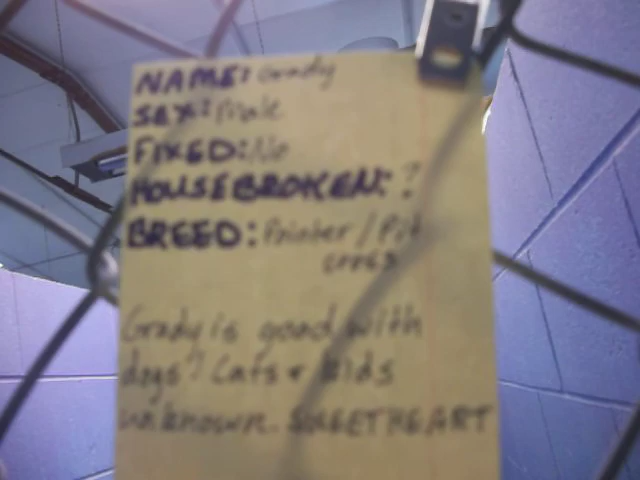 NAME: Grady
SEX: Male
FIXED: No
HOUSEBROKEN: ?
BREED: Pointer / Pit
cross
Grady is good with
dogs! Cats & kids
unknown. SWEETHEART